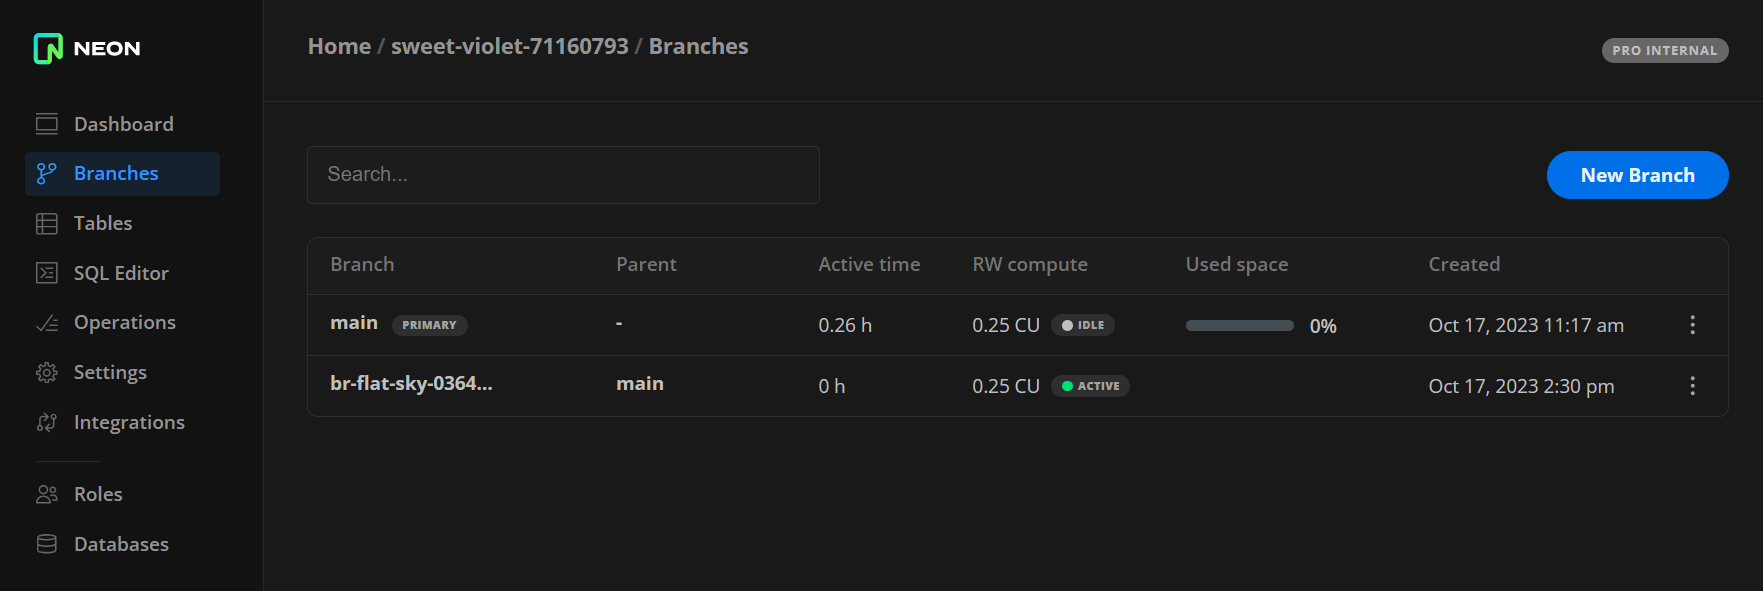 NEON
Home / sweet-violet-71160793 / Branches
PRO INTERNAL
Dashboard
Branches
Tables
SQL Editor
Operations
Settings
Integrations
Roles
Databases
Search...
New Branch
Branch Parent Active time RW compute Used space Created
main PRIMARY - 0.26 h 0.25 CU IDLE 0% Oct 17, 2023 11:17 am
br-flat-sky-0364... main 0 h 0.25 CU ACTIVE Oct 17, 2023 2:30 pm